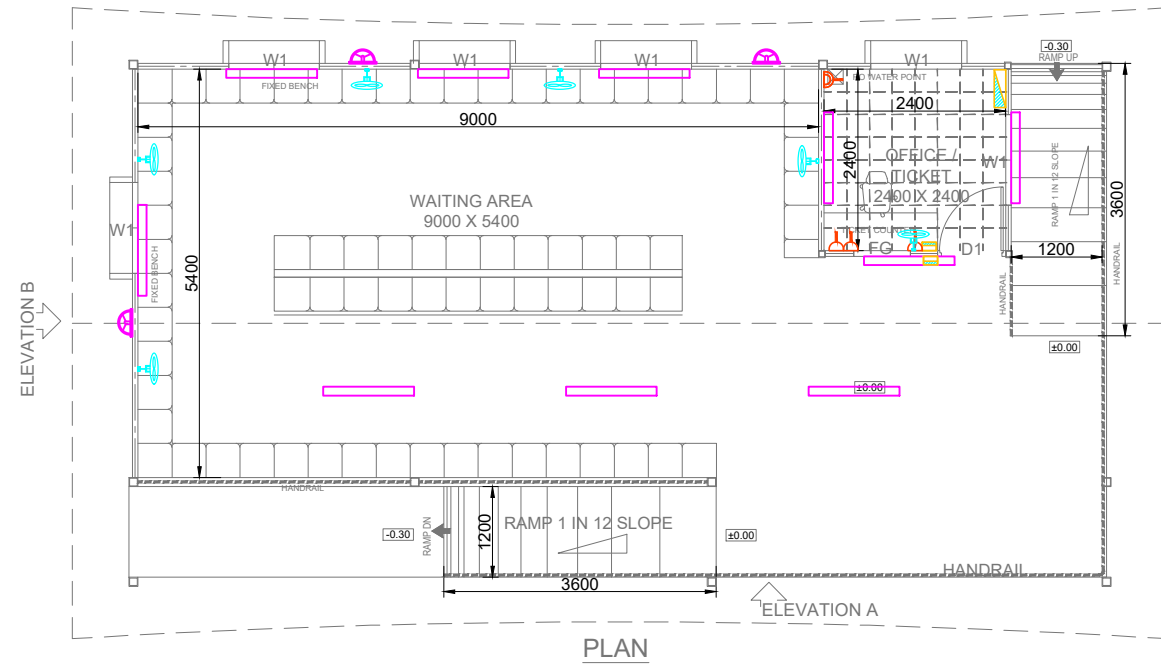 W1
W1
W1
W1
-0.30
RAMP UP
FIXED BENCH
RO WATER POINT
9000
2400
OFFICE /
TICKET
2400 X 2400
2400
W1
WAITING AREA
9000 X 5400
RAMP 1 IN 12 SLOPE
3600
W1
5400
FIXED BENCH
TICKET COUNTER
FG
D1
1200
HANDRAIL
HANDRAIL
ELEVATION B
±0.00
±0.00
HANDRAIL
-0.30
RAMP DN
1200
RAMP 1 IN 12 SLOPE
±0.00
3600
HANDRAIL
ELEVATION A
PLAN